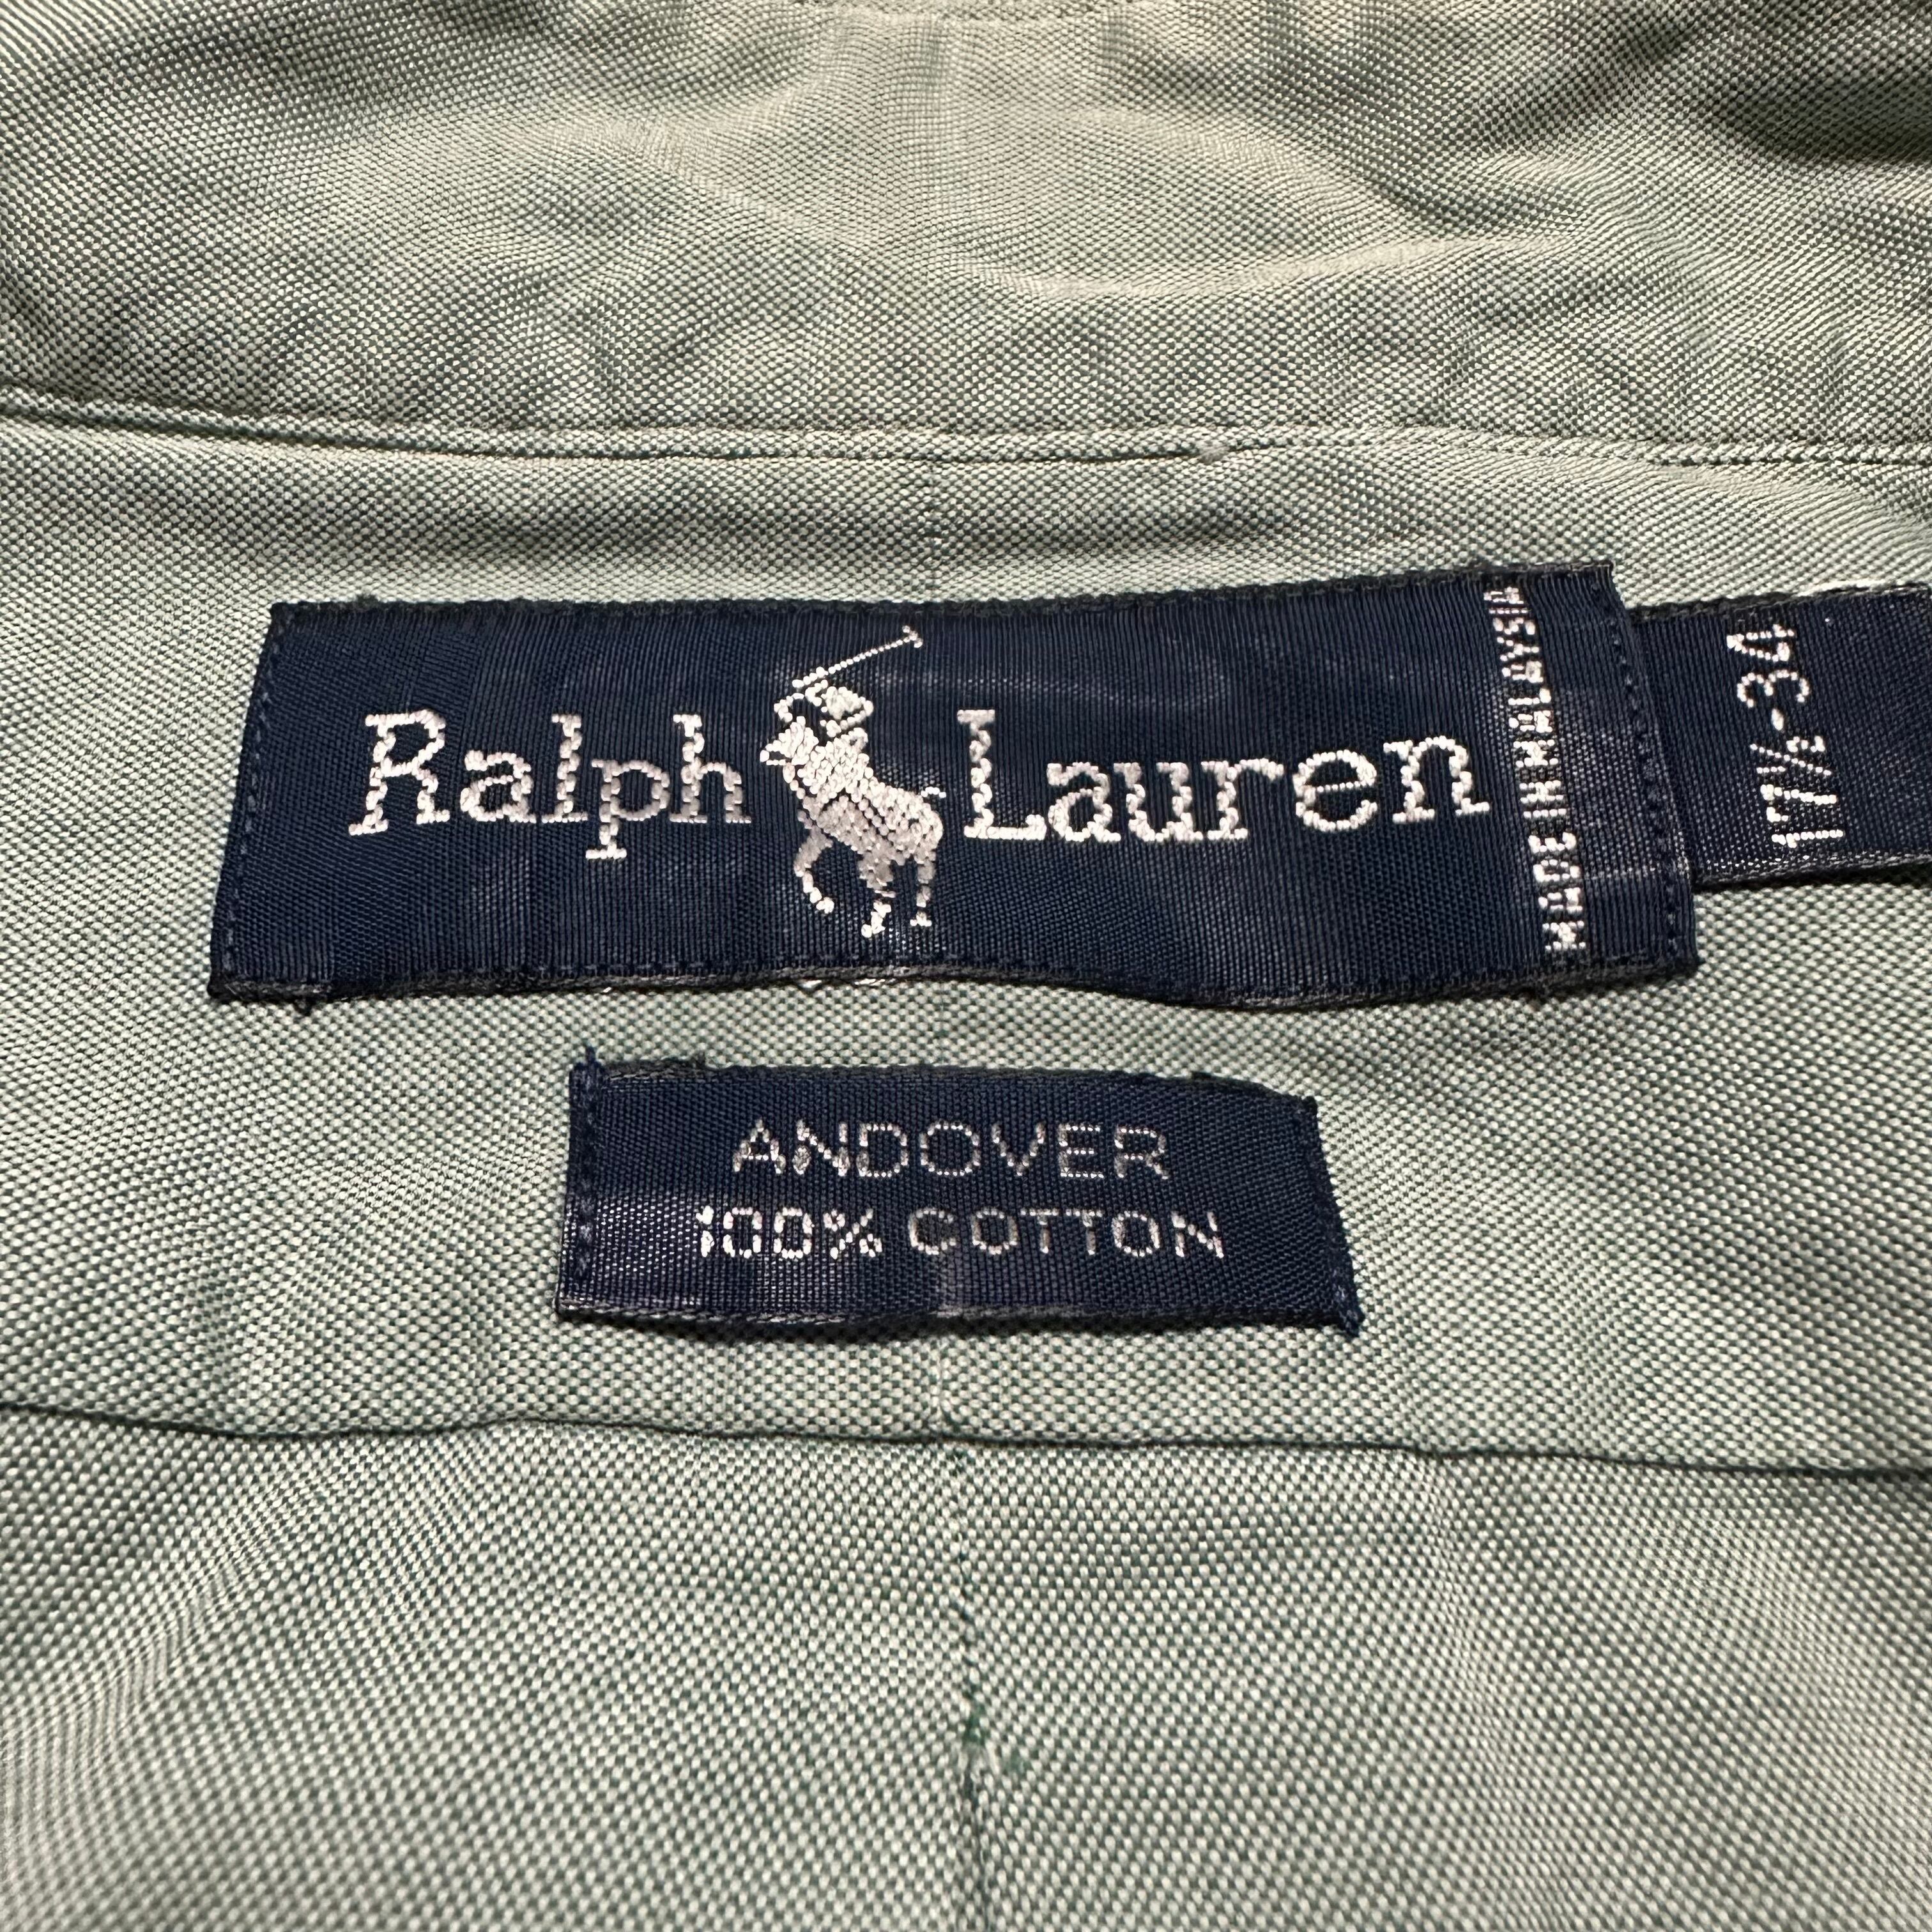 Ralph Lauren
MADE IN MALAYSIA
17½-34
ANDOVER
100% COTTON